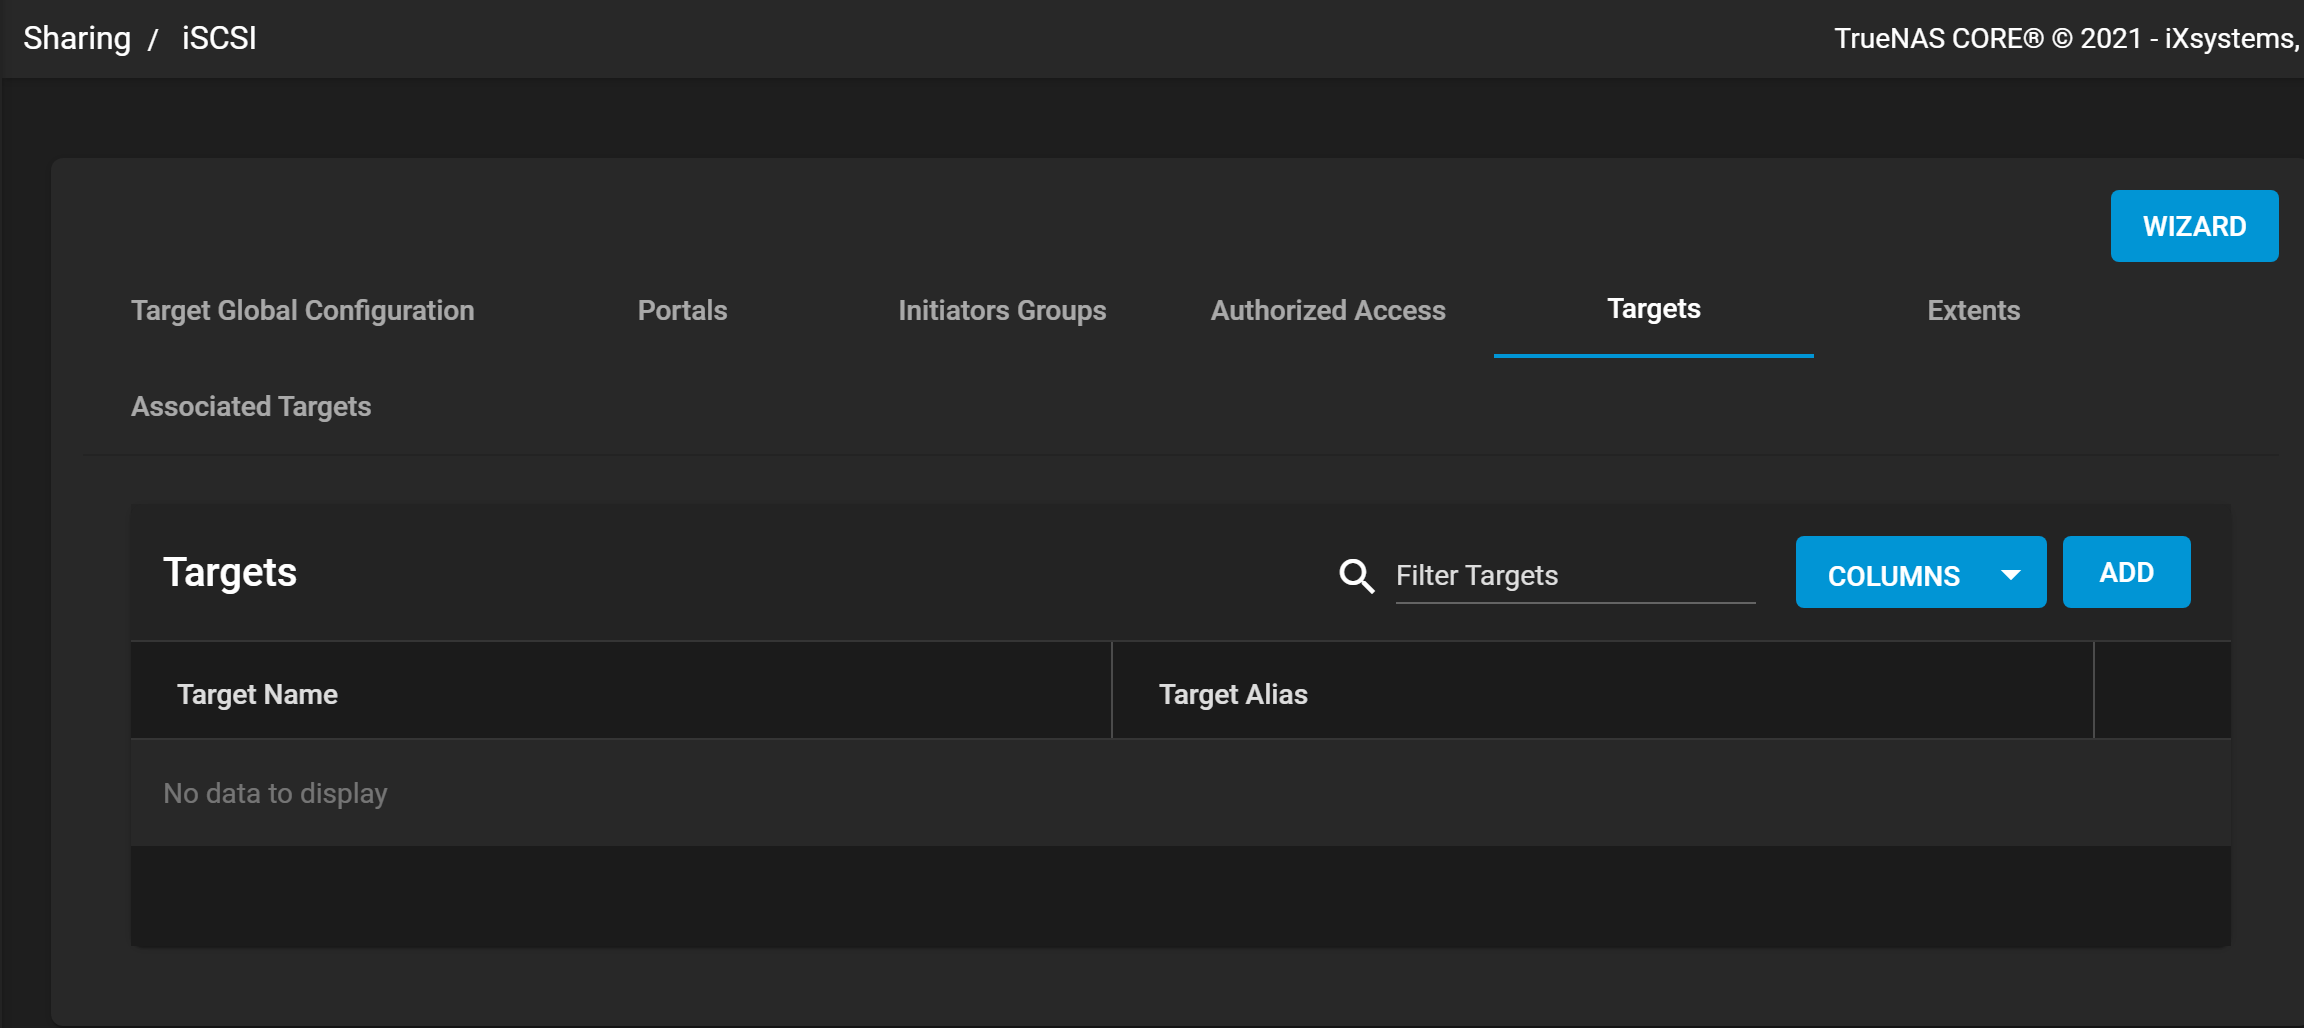 Sharing / iSCSI
TrueNAS CORE® © 2021 - iXsystems,
WIZARD
Target Global Configuration
Portals
Initiators Groups
Authorized Access
Targets
Extents
Associated Targets
Targets
Filter Targets
COLUMNS
ADD
Target Name
Target Alias
No data to display